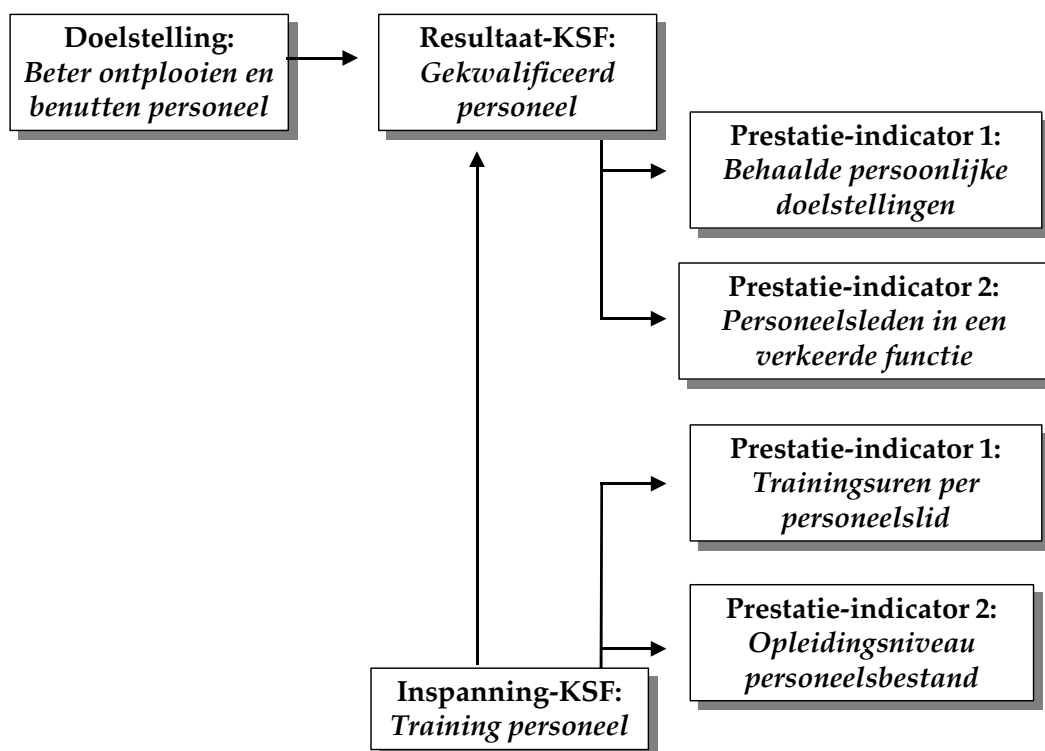 Doelstelling:
Beter ontplooien en
benutten personeel
Resultaat-KSF:
Gekwalificeerd
personeel
Prestatie-indicator 1:
Behaalde persoonlijke
doelstellingen
Prestatie-indicator 2:
Personeelsleden in een
verkeerde functie
Prestatie-indicator 1:
Trainingsuren per
personeelslid
Prestatie-indicator 2:
Opleidingsniveau
personeelsbestand
Inspanning-KSF:
Training personeel